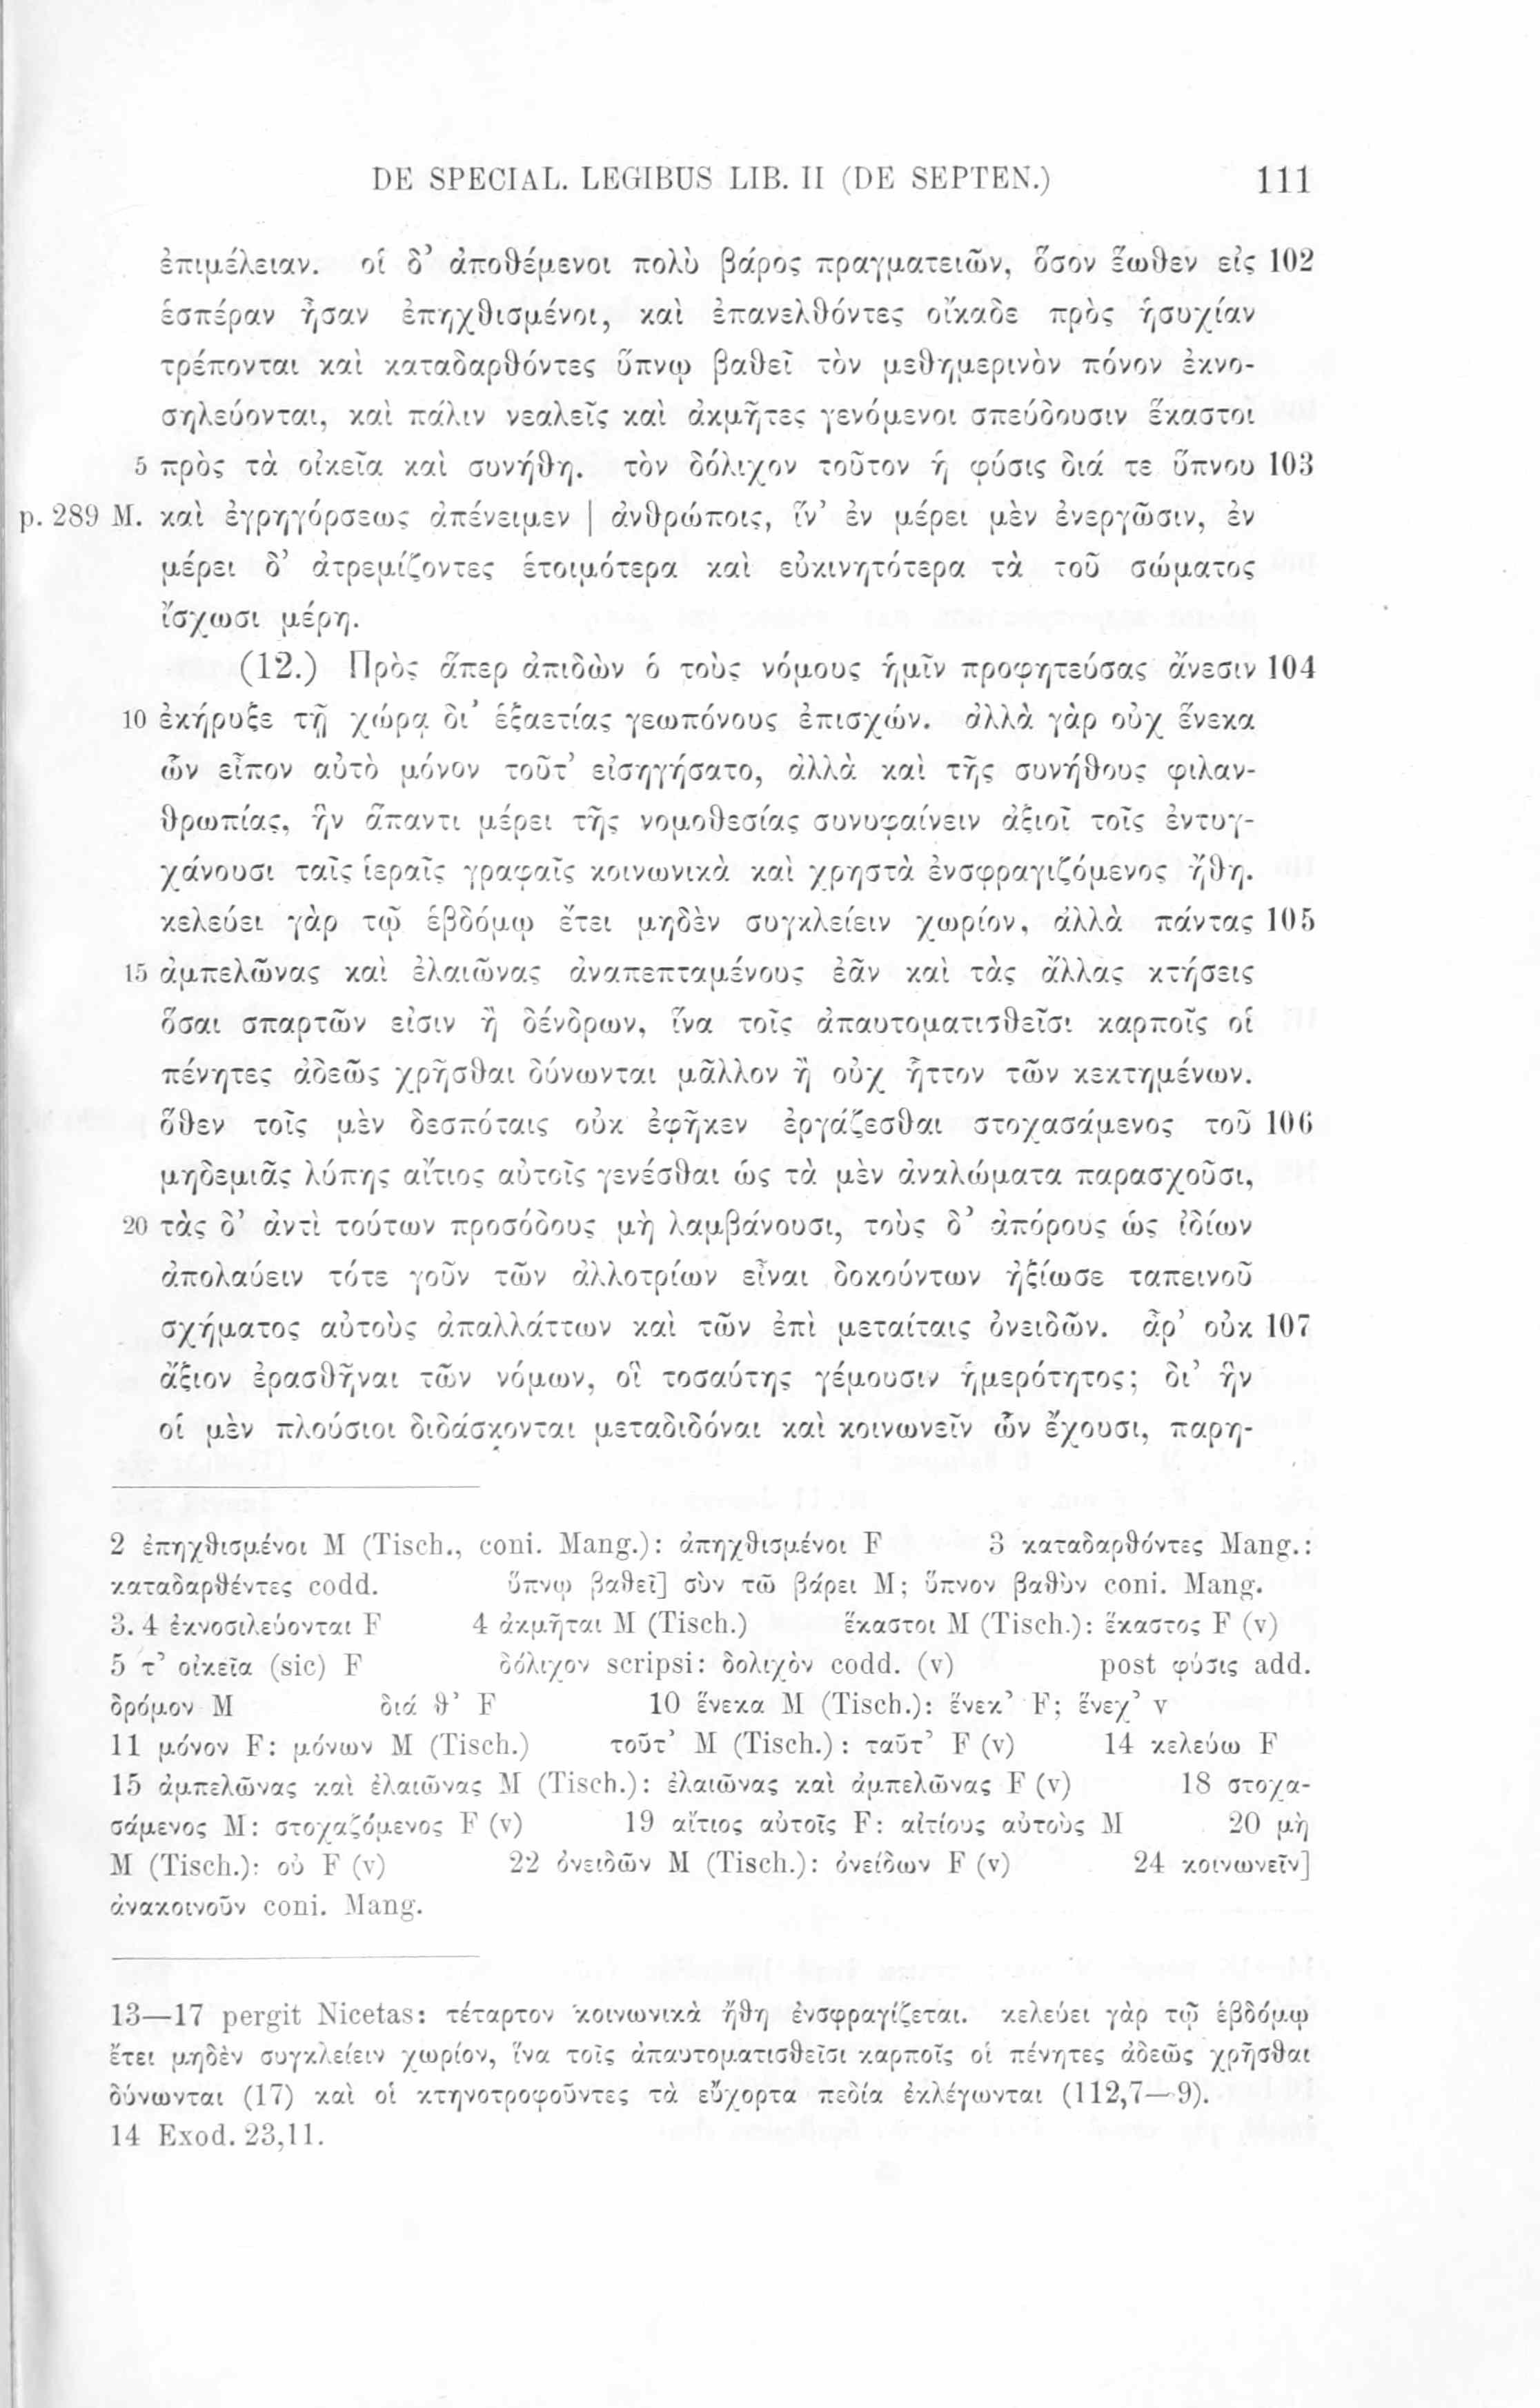 DE SPECIAL. LEGIBUS LIB. II (DE SEPTEN.) 111
ἐπιμέλειαν. οἱ δ’ ἀποθέμενοι πολὺ βάρος πραγματειῶν, ὅσον ἕωθεν εἰς 102
ἑσπέραν ἦσαν ἐπηχθισμένοι, καὶ ἐπανελθόντες οἴκαδε πρὸς ἡσυχίαν
τρέπονται καὶ καταδαρθόντες ὕπνῳ βαθεῖ τὸν μεθημερινὸν πόνον ἐκνο-
σηλεύονται, καὶ πάλιν νεαλεῖς καὶ ἀκμῆτες γενόμενοι σπεύδουσιν ἕκαστοι
5 πρὸς τὰ οἰκεῖα καὶ συνήθη. τὸν δόλιχον τοῦτον ἡ φύσις διά τε ὕπνου 103
p. 289 M. καὶ ἐγρηγόρσεως ἀπένειμεν | ἀνθρώποις, ἵν’ ἐν μέρει μὲν ἐνεργῶσιν, ἐν
μέρει δ’ ἀτρεμίζοντες ἑτοιμότερα καὶ εὐκινητότερα τὰ τοῦ σώματος
ἴσχωσι μέρη.
(12.) Πρὸς ἅπερ ἀπιδὼν ὁ τοὺς νόμους ἡμῖν προφητεύσας ἄνεσιν 104
10 ἐκήρυξε τῇ χώρᾳ δι’ ἑξαετίας γεωπόνους ἐπισχών. ἀλλὰ γὰρ οὐχ ἕνεκα
ὧν εἶπον αὐτὸ μόνον τοῦτ’ εἰσηγήσατο, ἀλλὰ καὶ τῆς συνήθους φιλαν-
θρωπίας, ἣν ἅπαντι μέρει τῆς νομοθεσίας συνυφαίνειν ἀξιοῖ τοῖς ἐντυγ-
χάνουσι ταῖς ἱεραῖς γραφαῖς κοινωνικὰ καὶ χρηστὰ ἐνσφραγιζόμενος ἤθη.
κελεύει γὰρ τῷ ἑβδόμῳ ἔτει μηδὲν συγκλείειν χωρίον, ἀλλὰ πάντας 105
15 ἀμπελῶνας καὶ ἐλαιῶνας ἀναπεπταμένους ἐᾶν καὶ τὰς ἄλλας κτήσεις
ὅσαι σπαρτῶν εἰσιν ἢ δένδρων, ἵνα τοῖς ἀπαυτοματισθεῖσι καρποῖς οἱ
πένητες ἀδεῶς χρῆσθαι δύνωνται μᾶλλον ἢ οὐχ ἧττον τῶν κεκτημένων.
ὅθεν τοῖς μὲν δεσπόταις οὐκ ἐφῆκεν ἐργάζεσθαι στοχασάμενος τοῦ 106
μηδεμιᾶς λύπης αἴτιος αὐτοῖς γενέσθαι ὡς τὰ μὲν ἀναλώματα παρασχοῦσι,
20 τὰς δ’ ἀντὶ τούτων προσόδους μὴ λαμβάνουσι, τοὺς δ’ ἀπόρους ὡς ἰδίων
ἀπολαύειν τότε γοῦν τῶν ἀλλοτρίων εἶναι δοκούντων ἠξίωσε ταπεινοῦ
σχήματος αὐτοὺς ἀπαλλάττων καὶ τῶν ἐπὶ μεταίταις ὀνειδῶν. ἆρ’ οὐκ 107
ἄξιον ἐρασθῆναι τῶν νόμων, οἳ τοσαύτης γέμουσιν ἡμερότητος; δι’ ἣν
οἱ μὲν πλούσιοι διδάσκονται μεταδιδόναι καὶ κοινωνεῖν ὧν ἔχουσι, παρη-
2 ἐπηχθισμένοι M (Tisch., coni. Mang.): ἀπηχθισμένοι F 3 καταδαρθόντες Mang.:
καταδαρθέντες codd. ὕπνῳ βαθεῖ] σὺν τῶ βάρει M; ὕπνον βαθὺν coni. Mang.
3. 4 ἐκνοσιλεύονται F 4 ἀκμῆται M (Tisch.) ἕκαστοι M (Tisch.): ἕκαστος F (v)
5 τ’ οἰκεῖα (sic) F δόλιχον scripsi: δολιχὸν codd. (v) post φύσις add.
δρόμον M διά θ’ F 10 ἕνεκα M (Tisch.): ἕνεκ’ F; ἕνεχ’ v
11 μόνον F: μόνων M (Tisch.) τοῦτ’ M (Tisch.): ταῦτ’ F (v) 14 κελεύω F
15 ἀμπελῶνας καὶ ἐλαιῶνας M (Tisch.): ἐλαιῶνας καὶ ἀμπελῶνας F (v) 18 στοχα-
σάμενος M: στοχαζόμενος F (v) 19 αἴτιος αὐτοῖς F: αἰτίους αὐτοὺς M 20 μὴ
M (Tisch.): οὐ F (v) 22 ὀνειδῶν M (Tisch.): ὀνείδων F (v) 24 κοινωνεῖν]
ἀνακοινοῦν coni. Mang.
13—17 pergit Nicetas: τέταρτον κοινωνικὰ ἤθη ἐνσφραγίζεται. κελεύει γὰρ τῷ ἑβδόμῳ
ἔτει μηδὲν συγκλείειν χωρίον, ἵνα τοῖς ἀπαυτοματισθεῖσι καρποῖς οἱ πένητες ἀδεῶς χρῆσθαι
δύνωνται (17) καὶ οἱ κτηνοτροφοῦντες τὰ εὔχορτα πεδία ἐκλέγωνται (112,7—9).
14 Exod. 23,11.